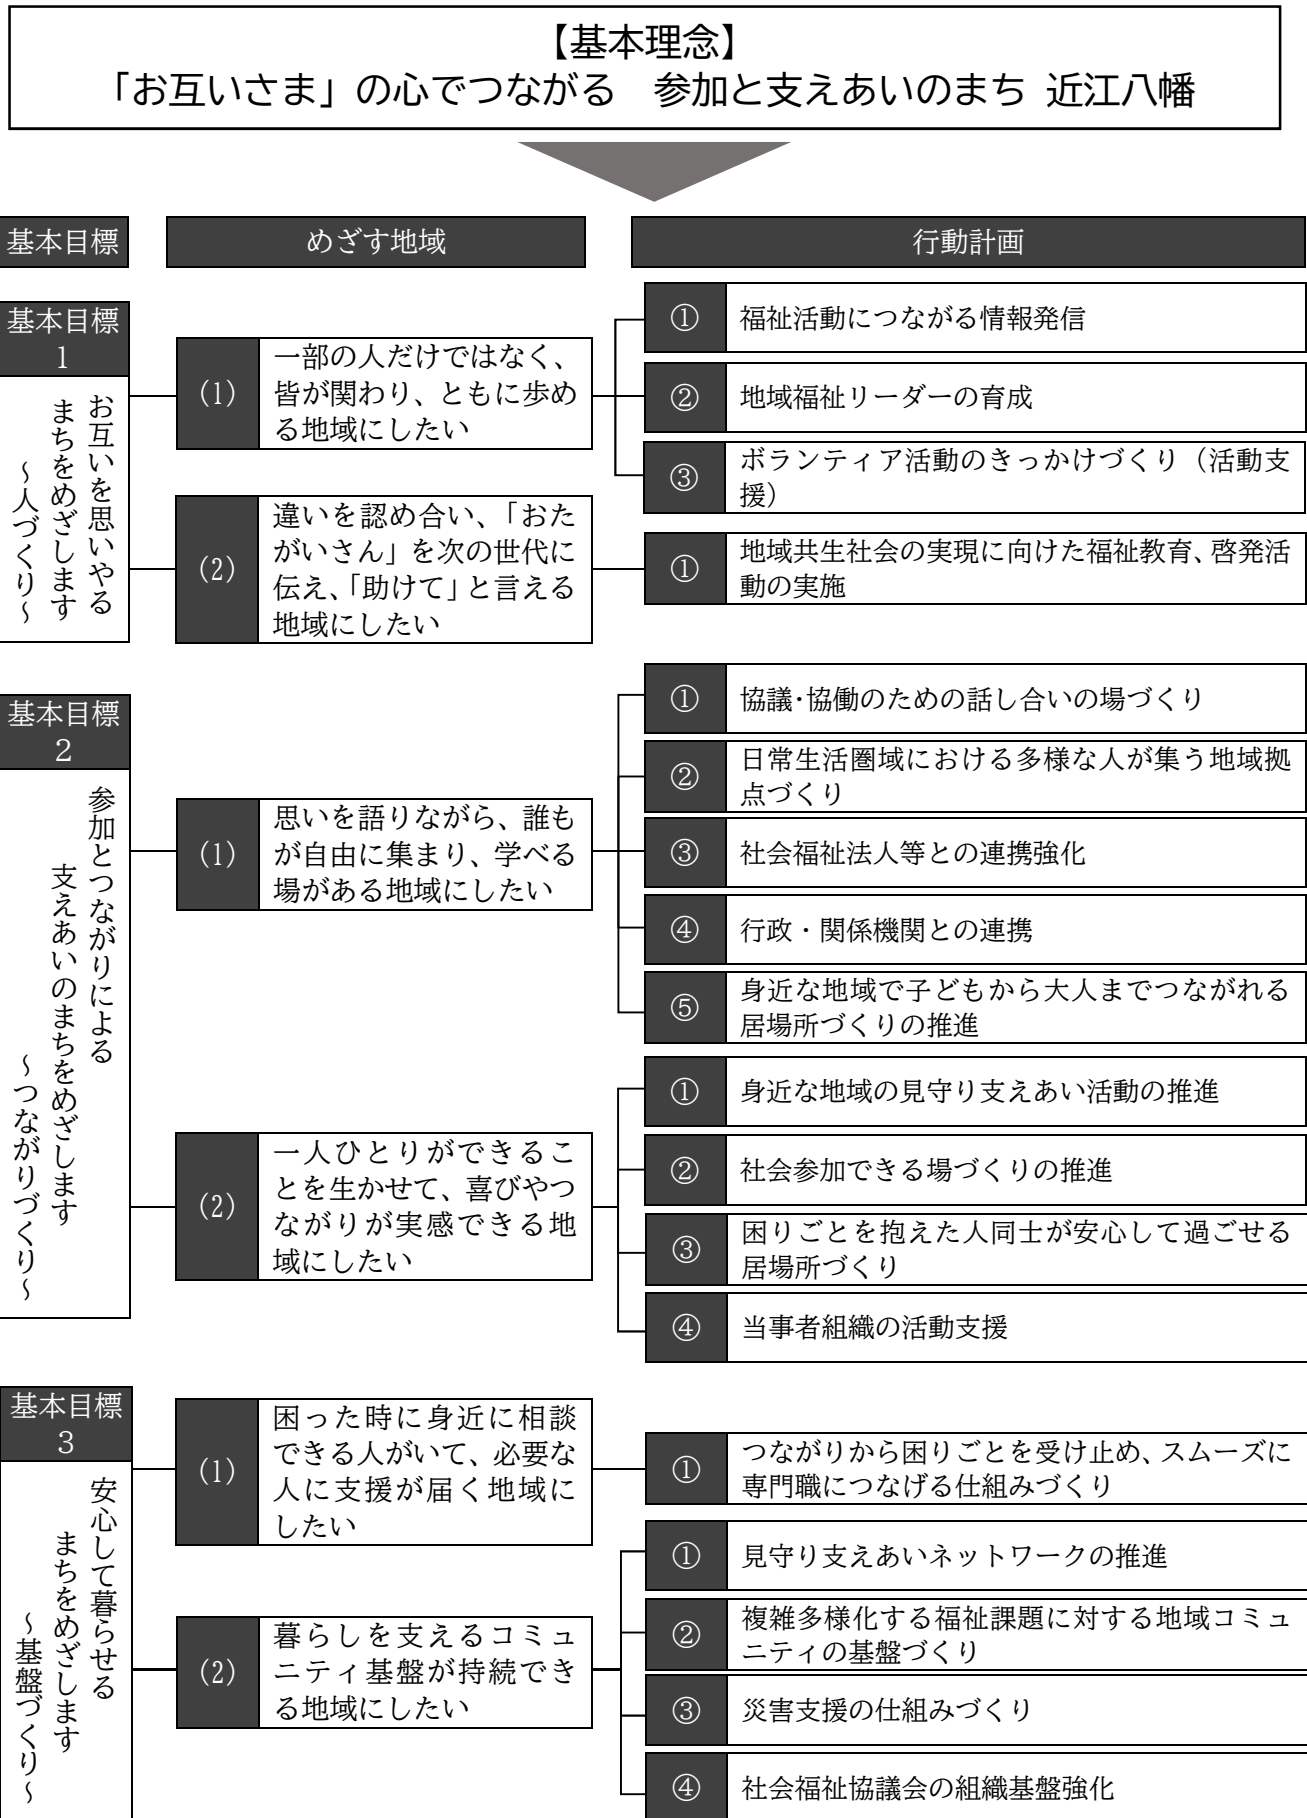 【基本理念】
「お互いさま」の心でつながる　参加と支えあいのまち 近江八幡
基本目標
めざす地域
行動計画
基本目標
1
お互いを思いやる
まちをめざします
～人づくり～
(1)
一部の人だけではなく、
皆が関わり、ともに歩め
る地域にしたい
①
福祉活動につながる情報発信
②
地域福祉リーダーの育成
③
ボランティア活動のきっかけづくり（活動支
援）
(2)
違いを認め合い、「おた
がいさん」を次の世代に
伝え、「助けて」と言える
地域にしたい
①
地域共生社会の実現に向けた福祉教育、啓発活
動の実施
基本目標
2
参加とつながりによる
支えあいのまちをめざします
～つながりづくり～
(1)
思いを語りながら、誰も
が自由に集まり、学べる
場がある地域にしたい
①
協議・協働のための話し合いの場づくり
②
日常生活圏域における多様な人が集う地域拠
点づくり
③
社会福祉法人等との連携強化
④
行政・関係機関との連携
⑤
身近な地域で子どもから大人までつながれる
居場所づくりの推進
(2)
一人ひとりができるこ
とを生かせて、喜びやつ
ながりが実感できる地
域にしたい
①
身近な地域の見守り支えあい活動の推進
②
社会参加できる場づくりの推進
③
困りごとを抱えた人同士が安心して過ごせる
居場所づくり
④
当事者組織の活動支援
基本目標
3
安心して暮らせる
まちをめざします
～基盤づくり～
(1)
困った時に身近に相談
できる人がいて、必要な
人に支援が届く地域に
したい
①
つながりから困りごとを受け止め、スムーズに
専門職につなげる仕組みづくり
(2)
暮らしを支えるコミュ
ニティ基盤が持続でき
る地域にしたい
①
見守り支えあいネットワークの推進
②
複雑多様化する福祉課題に対する地域コミュ
ニティの基盤づくり
③
災害支援の仕組みづくり
④
社会福祉協議会の組織基盤強化